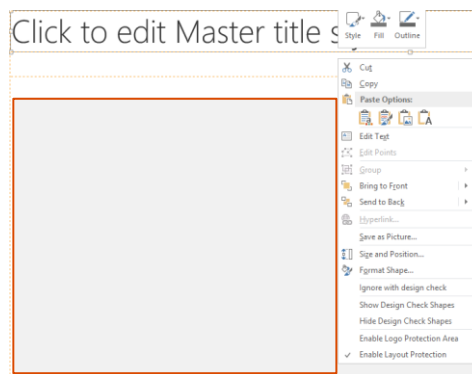 Click to edit Master title s
Style Fill Outline
Cut
Copy
Paste Options:
A
Edit Text
Edit Points
Group
Bring to Front
Send to Back
Hyperlink...
Save as Picture...
Size and Position...
Format Shape...
Ignore with design check
Show Design Check Shapes
Hide Design Check Shapes
Enable Logo Protection Area
Enable Layout Protection